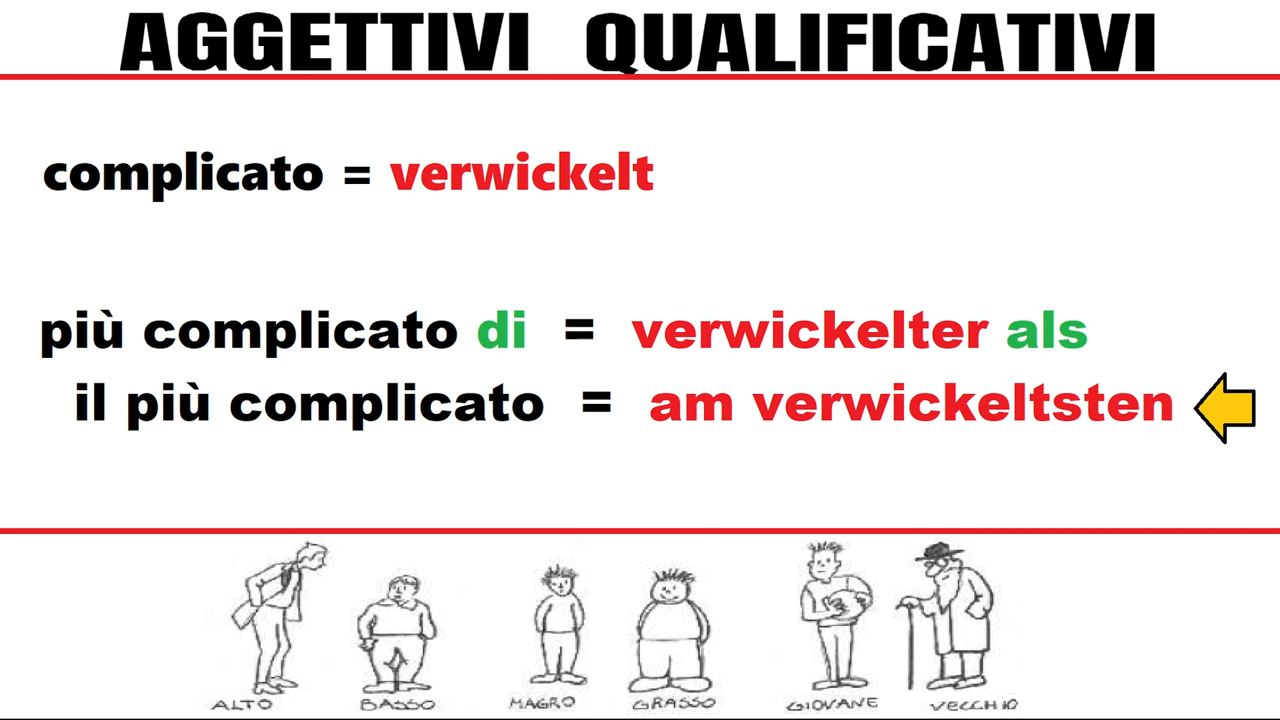 AGGETTIVI QUALIFICATIVI
complicato = verwickelt
più complicato di = verwickelter als
il più complicato = am verwickeltsten
ALTO BASSO MAGRO GRASSO GIOVANE VECCHIO